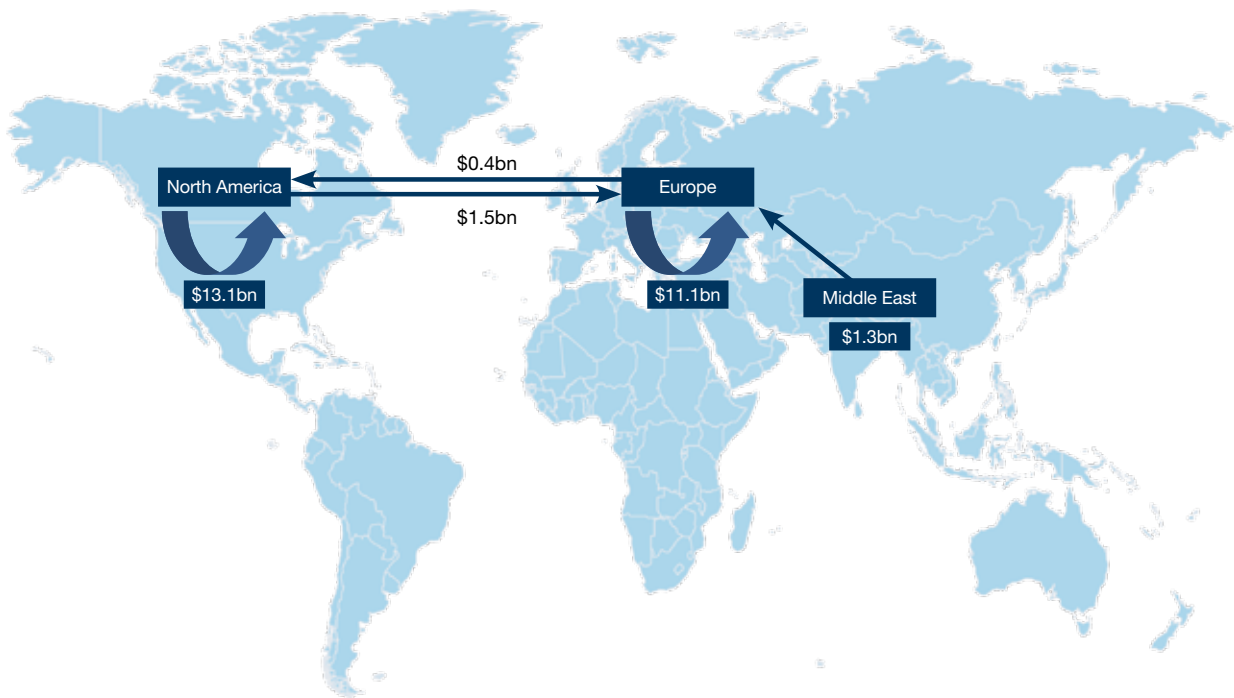 $0.4bn
North America
Europe
$1.5bn
$13.1bn
$11.1bn
Middle East
$1.3bn